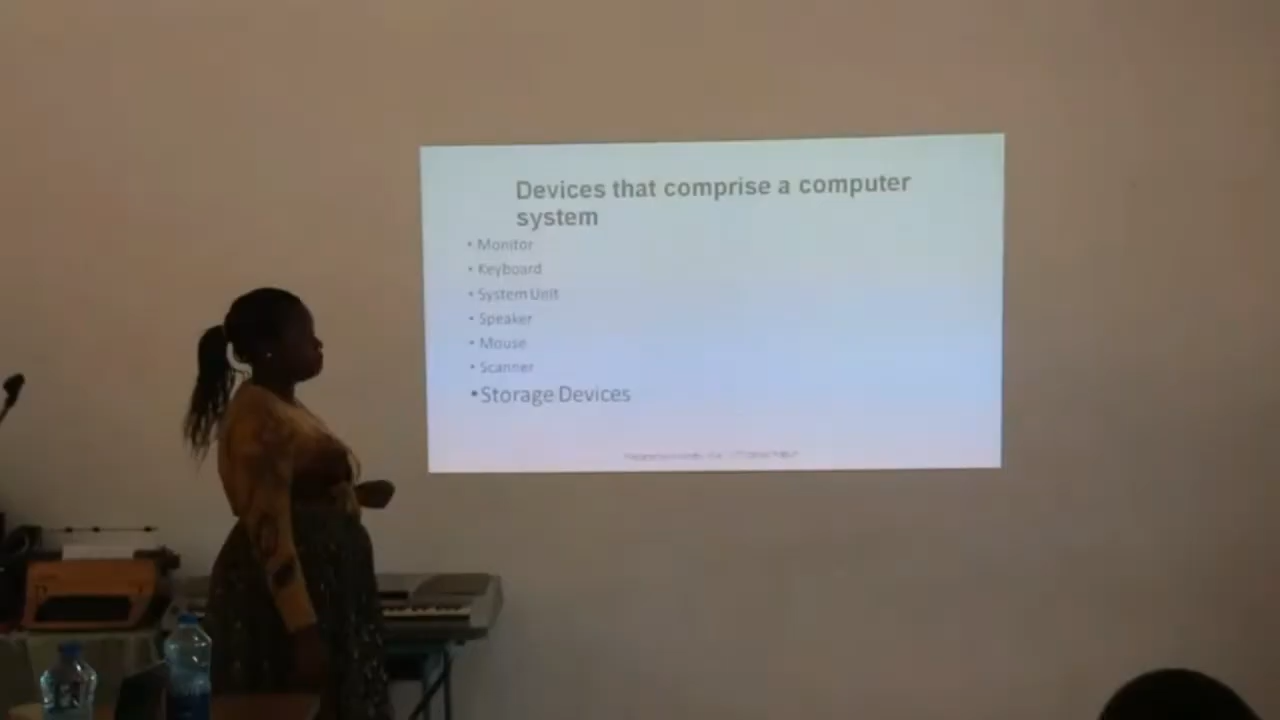 Devices that comprise a computer
system
• Monitor
• Keyboard
• System Unit
• Speaker
• Mouse
• Scanner
• Storage Devices